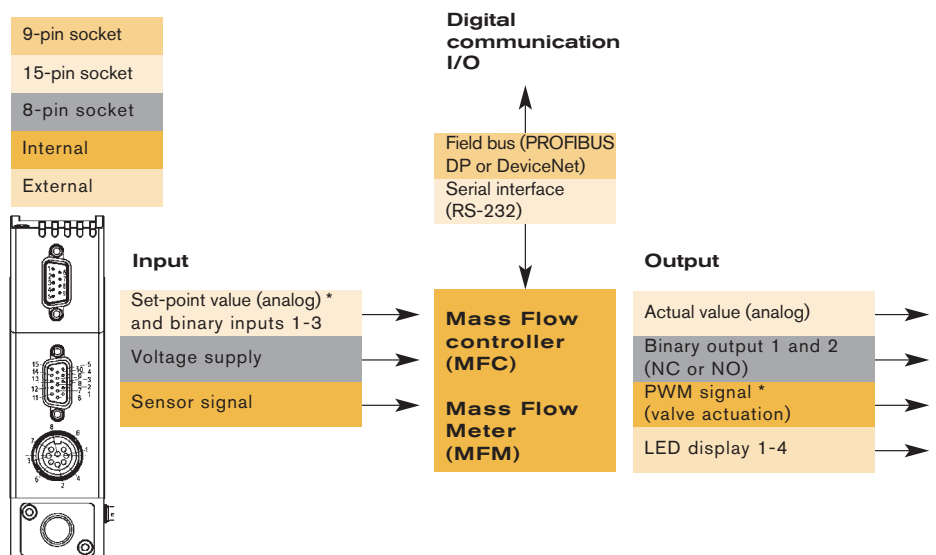 9-pin socket
15-pin socket
8-pin socket
Internal
External
Digital
communication
I/O
Field bus (PROFIBUS
DP or DeviceNet)
Serial interface
(RS-232)
Input
Set-point value (analog) *
and binary inputs 1-3
Voltage supply
Sensor signal
Mass Flow
controller
(MFC)
Mass Flow
Meter
(MFM)
Output
Actual value (analog)
Binary output 1 and 2
(NC or NO)
PWM signal *
(valve actuation)
LED display 1-4